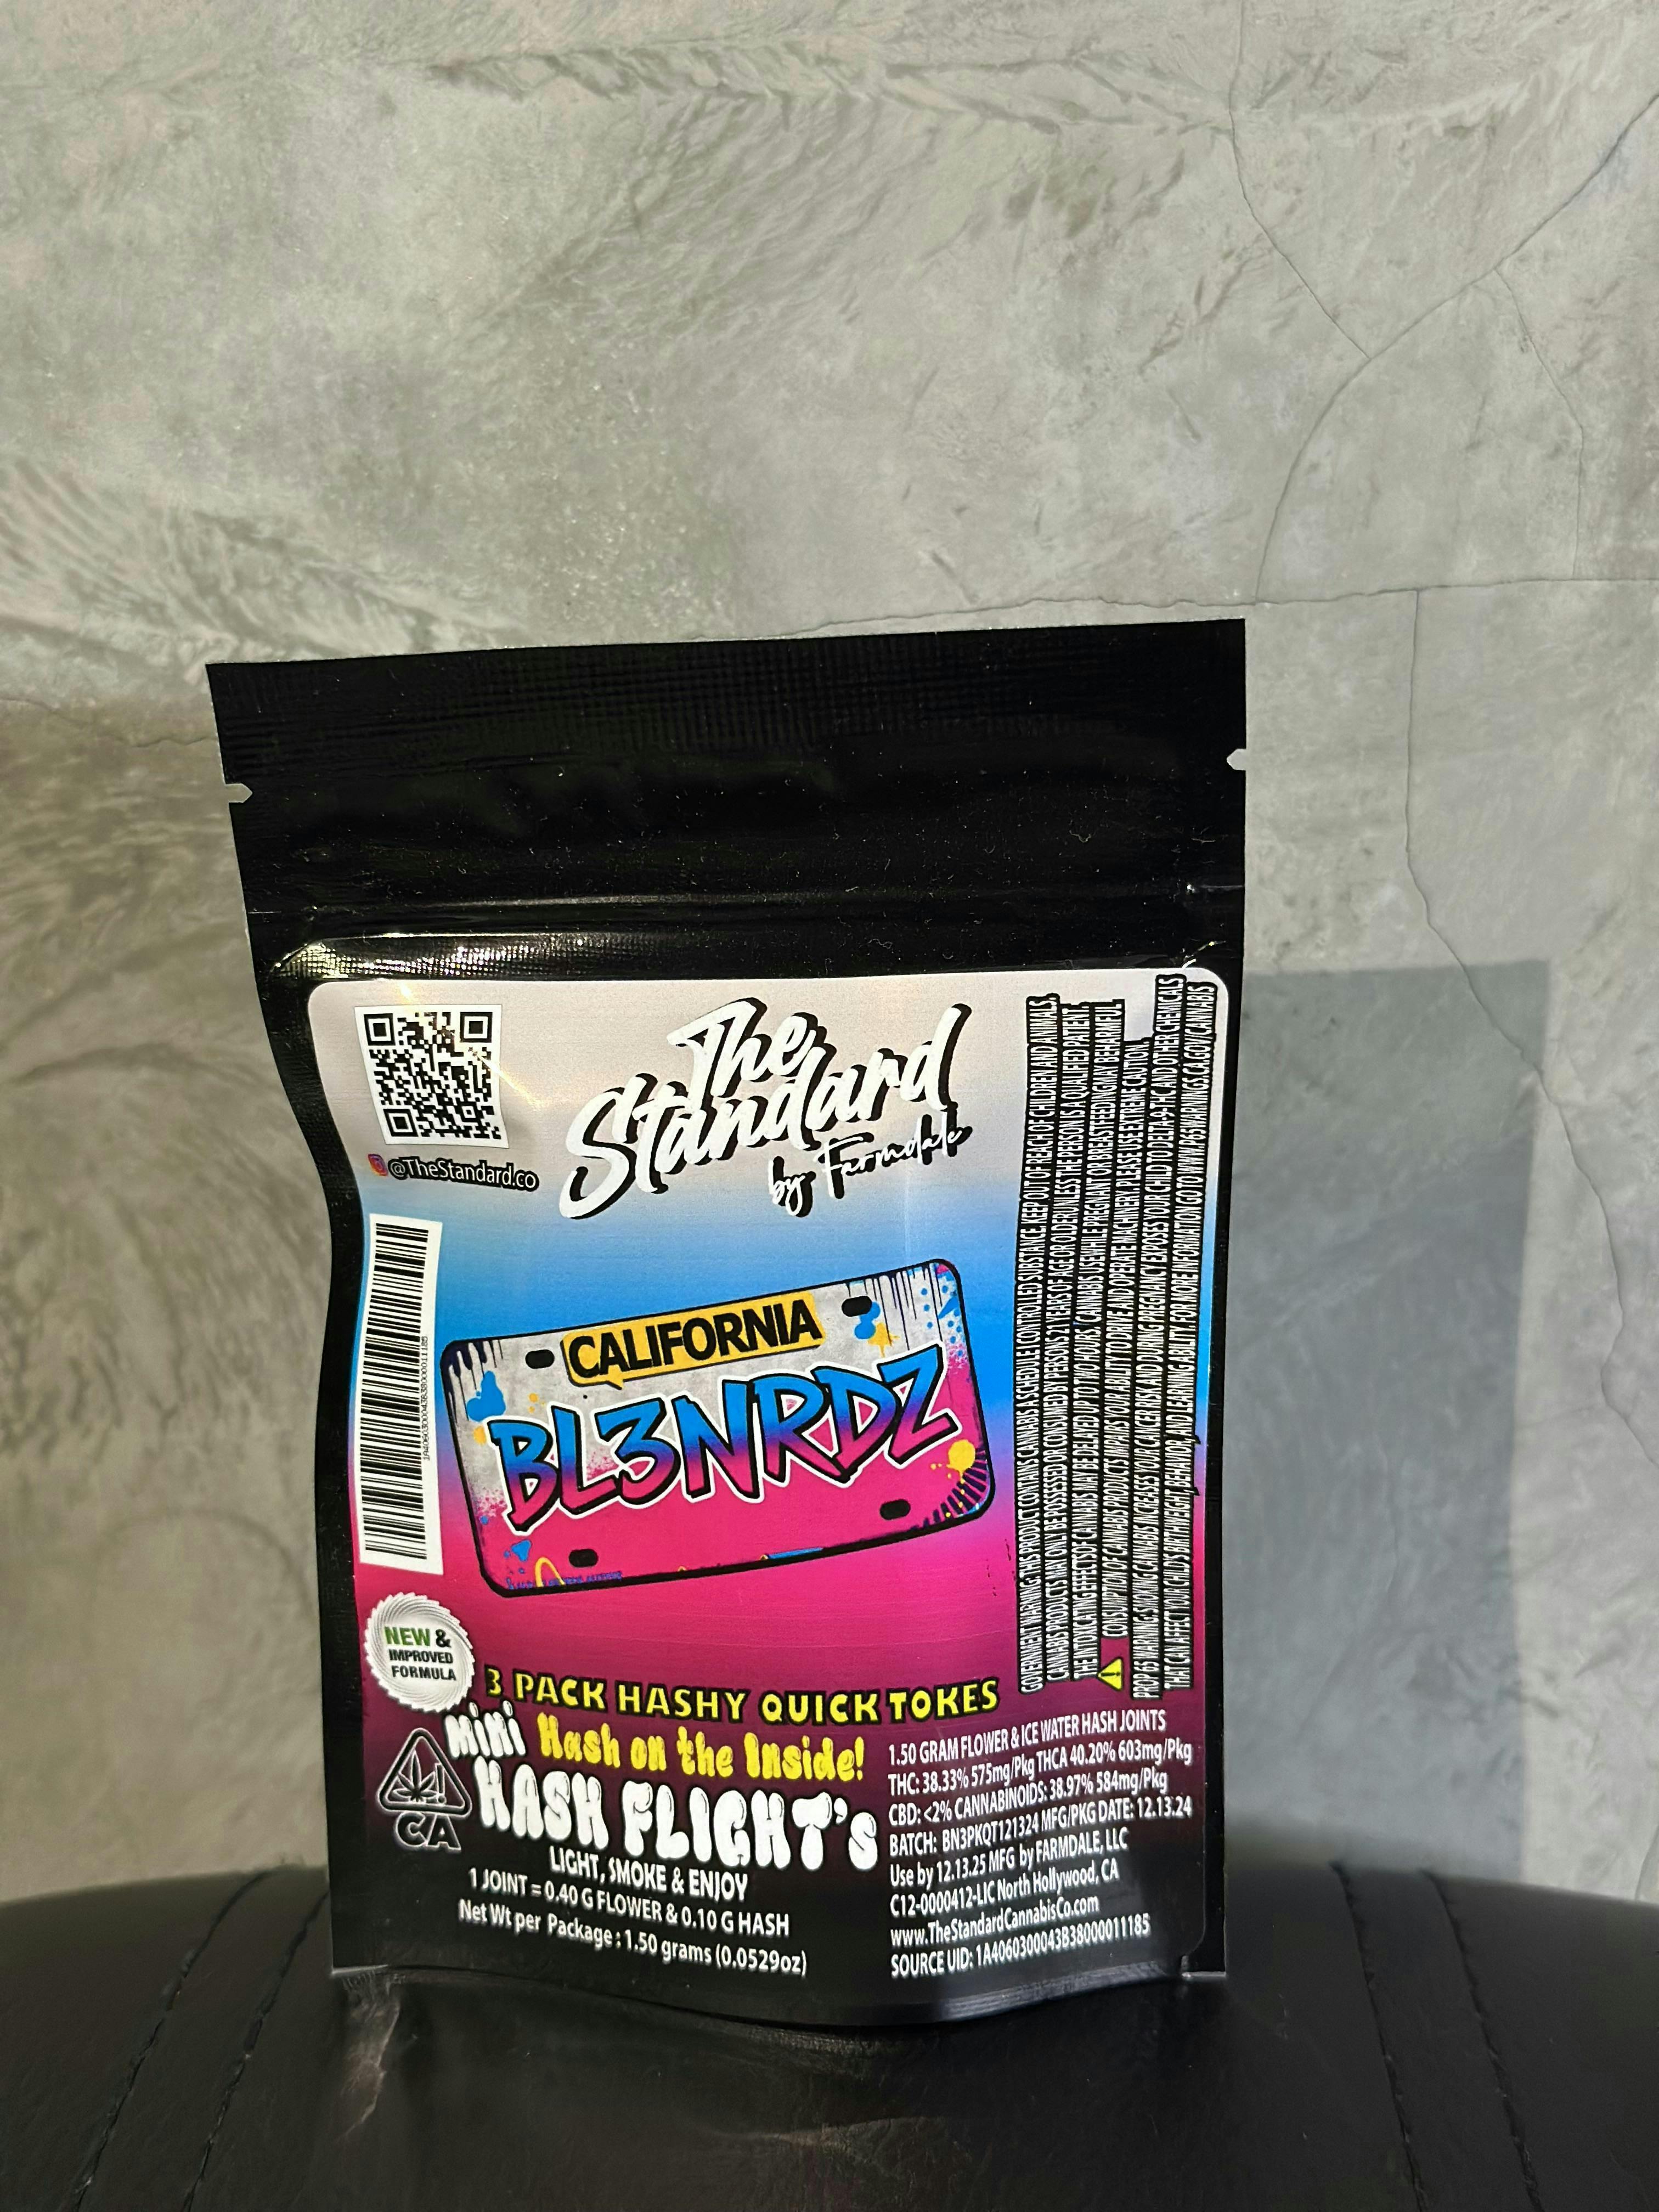 The
Standard
by Farmdale
@TheStandard.co
1A4060300043B38000011185
CALIFORNIA
BL3NRDZ
NEW &
IMPROVED
FORMULA
3 PACK HASHY QUICK TOKES
mini Hash on the Inside!
HASH FLIGHT's
CA
LIGHT, SMOKE & ENJOY
1 JOINT = 0.40 G FLOWER & 0.10 G HASH
Net Wt per Package : 1.50 grams (0.0529oz)
1.50 GRAM FLOWER & ICE WATER HASH JOINTS
THC: 38.33% 575mg/Pkg THCA 40.20% 603mg/Pkg
CBD: <2% CANNABINOIDS: 38.97% 584mg/Pkg
BATCH: BN3PKQT121324 MFG/PKG DATE: 12.13.24
Use by 12.13.25 MFG by FARMDALE, LLC
C12-0000412-LIC North Hollywood, CA
www.TheStandardCannabisCo.com
SOURCE UID: 1A4060300043B38000011185
GOVERNMENT WARNING: THIS PRODUCT CONTAINS CANNABIS, A SCHEDULE I CONTROLLED SUBSTANCE. KEEP OUT OF REACH OF CHILDREN AND ANIMALS.
CANNABIS PRODUCTS MAY ONLY BE POSSESSED OR CONSUMED BY PERSONS 21 YEARS OF AGE OR OLDER UNLESS THE PERSON IS A QUALIFIED PATIENT.
THE INTOXICATING EFFECTS OF CANNABIS MAY BE DELAYED UP TO TWO HOURS. CANNABIS USE WHILE PREGNANT OR BREASTFEEDING MAY BE HARMFUL.
CONSUMPTION OF CANNABIS PRODUCTS IMPAIRS YOUR ABILITY TO DRIVE AND OPERATE MACHINERY. PLEASE USE EXTREME CAUTION.
PROP 65 WARNING: SMOKING CANNABIS INCREASES YOUR CANCER RISK AND DURING PREGNANCY EXPOSES YOUR CHILD TO DELTA-9-THC AND OTHER CHEMICALS
THAT CAN AFFECT YOUR CHILD'S BIRTHWEIGHT, BEHAVIOR, AND LEARNING ABILITY. FOR MORE INFORMATION GO TO WWW.P65WARNINGS.CA.GOV/CANNABIS